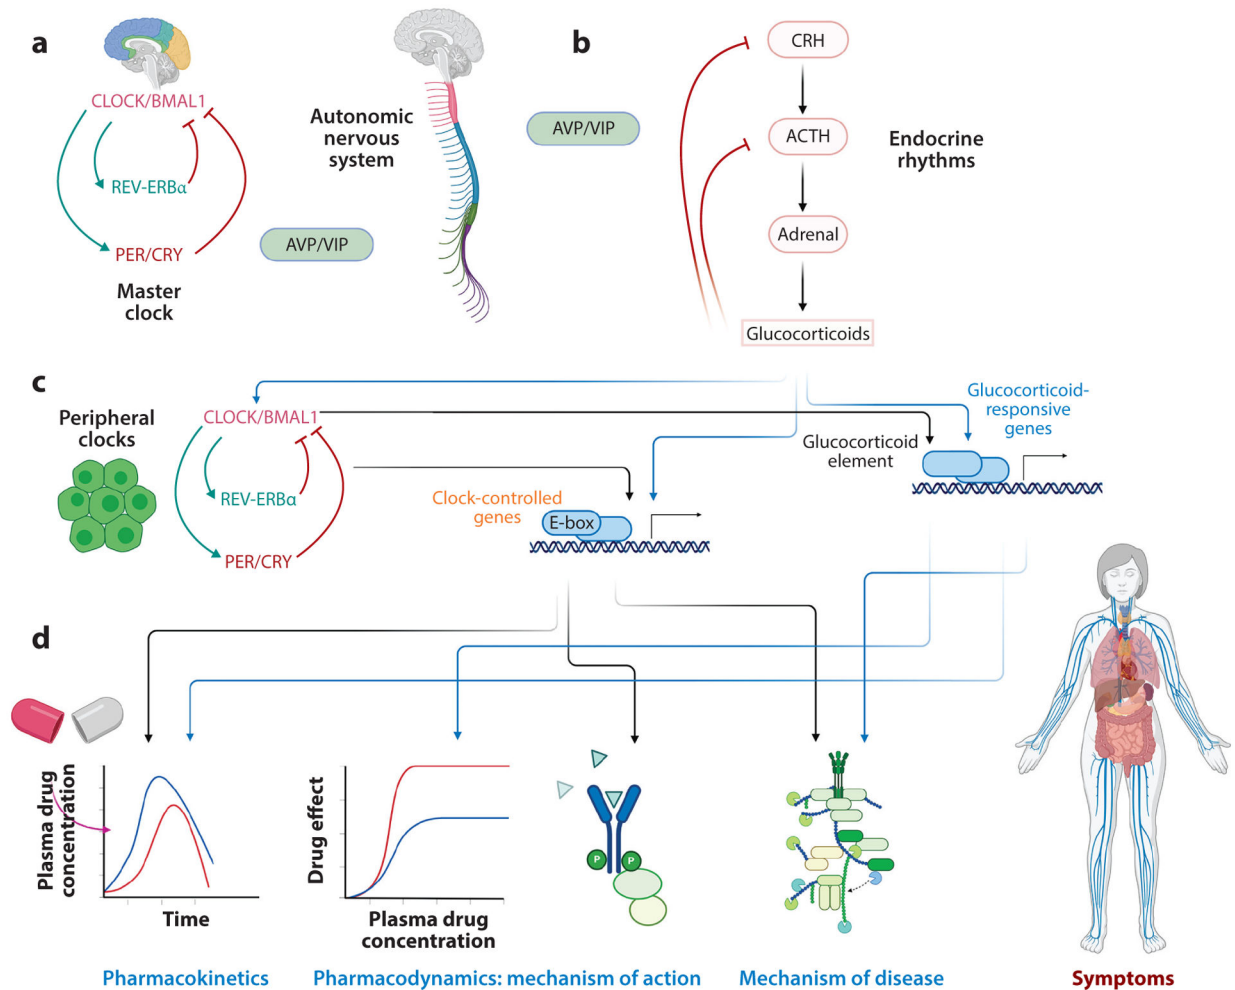 a
CLOCK/BMAL1
REV-ERBα
PER/CRY
Master
clock
AVP/VIP
Autonomic
nervous
system
b
AVP/VIP
CRH
ACTH
Adrenal
Glucocorticoids
Endocrine
rhythms
c
Peripheral
clocks
CLOCK/BMAL1
REV-ERBα
PER/CRY
Clock-controlled
genes
E-box
Glucocorticoid
element
Glucocorticoid-
responsive
genes
d
Plasma drug
concentration
Time
Pharmacokinetics
Drug effect
Plasma drug
concentration
P
P
Pharmacodynamics: mechanism of action
Mechanism of disease
Symptoms